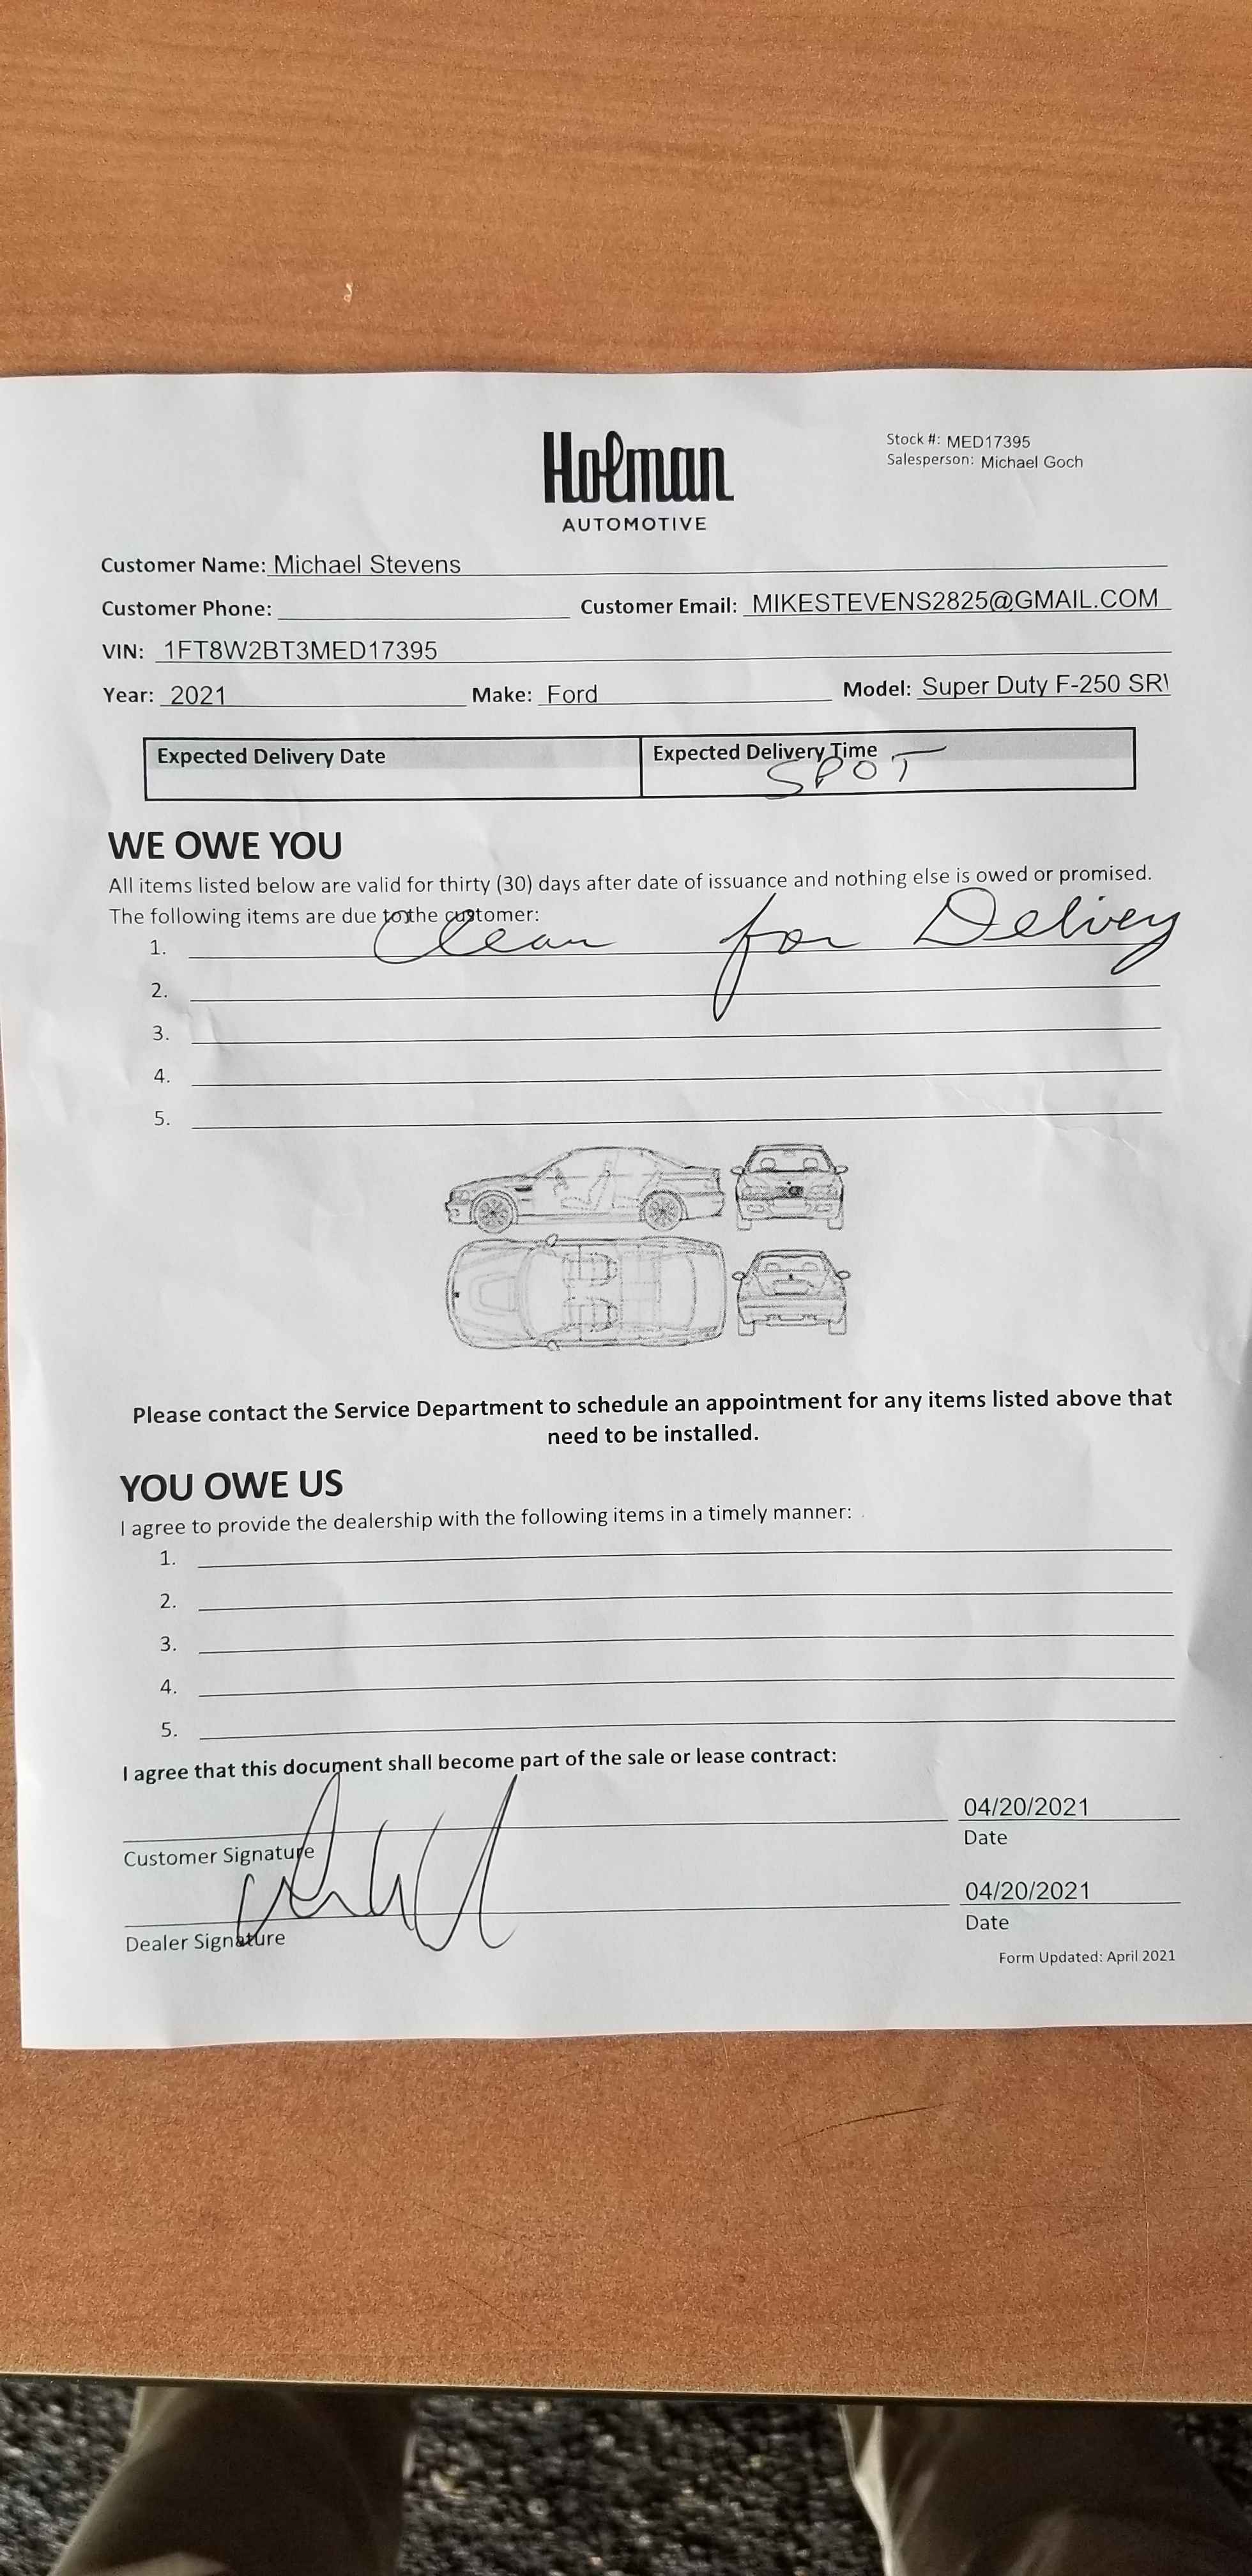 Holman
AUTOMOTIVE
Stock #: MED17395
Salesperson: Michael Goch
Customer Name: Michael Stevens
Customer Phone: Customer Email: MIKESTEVENS2825@GMAIL.COM
VIN: 1FT8W2BT3MED17395
Year: 2021 Make: Ford Model: Super Duty F-250 SR
Expected Delivery Date Expected Delivery Time
SPOT
WE OWE YOU
All items listed below are valid for thirty (30) days after date of issuance and nothing else is owed or promised.
The following items are due to the customer:
1. Clean for Delivey
2.
3.
4.
5.
Please contact the Service Department to schedule an appointment for any items listed above that
need to be installed.
YOU OWE US
I agree to provide the dealership with the following items in a timely manner:
1.
2.
3.
4.
5.
I agree that this document shall become part of the sale or lease contract:
04/20/2021
Customer Signature Date
04/20/2021
Dealer Signature Date
Form Updated: April 2021